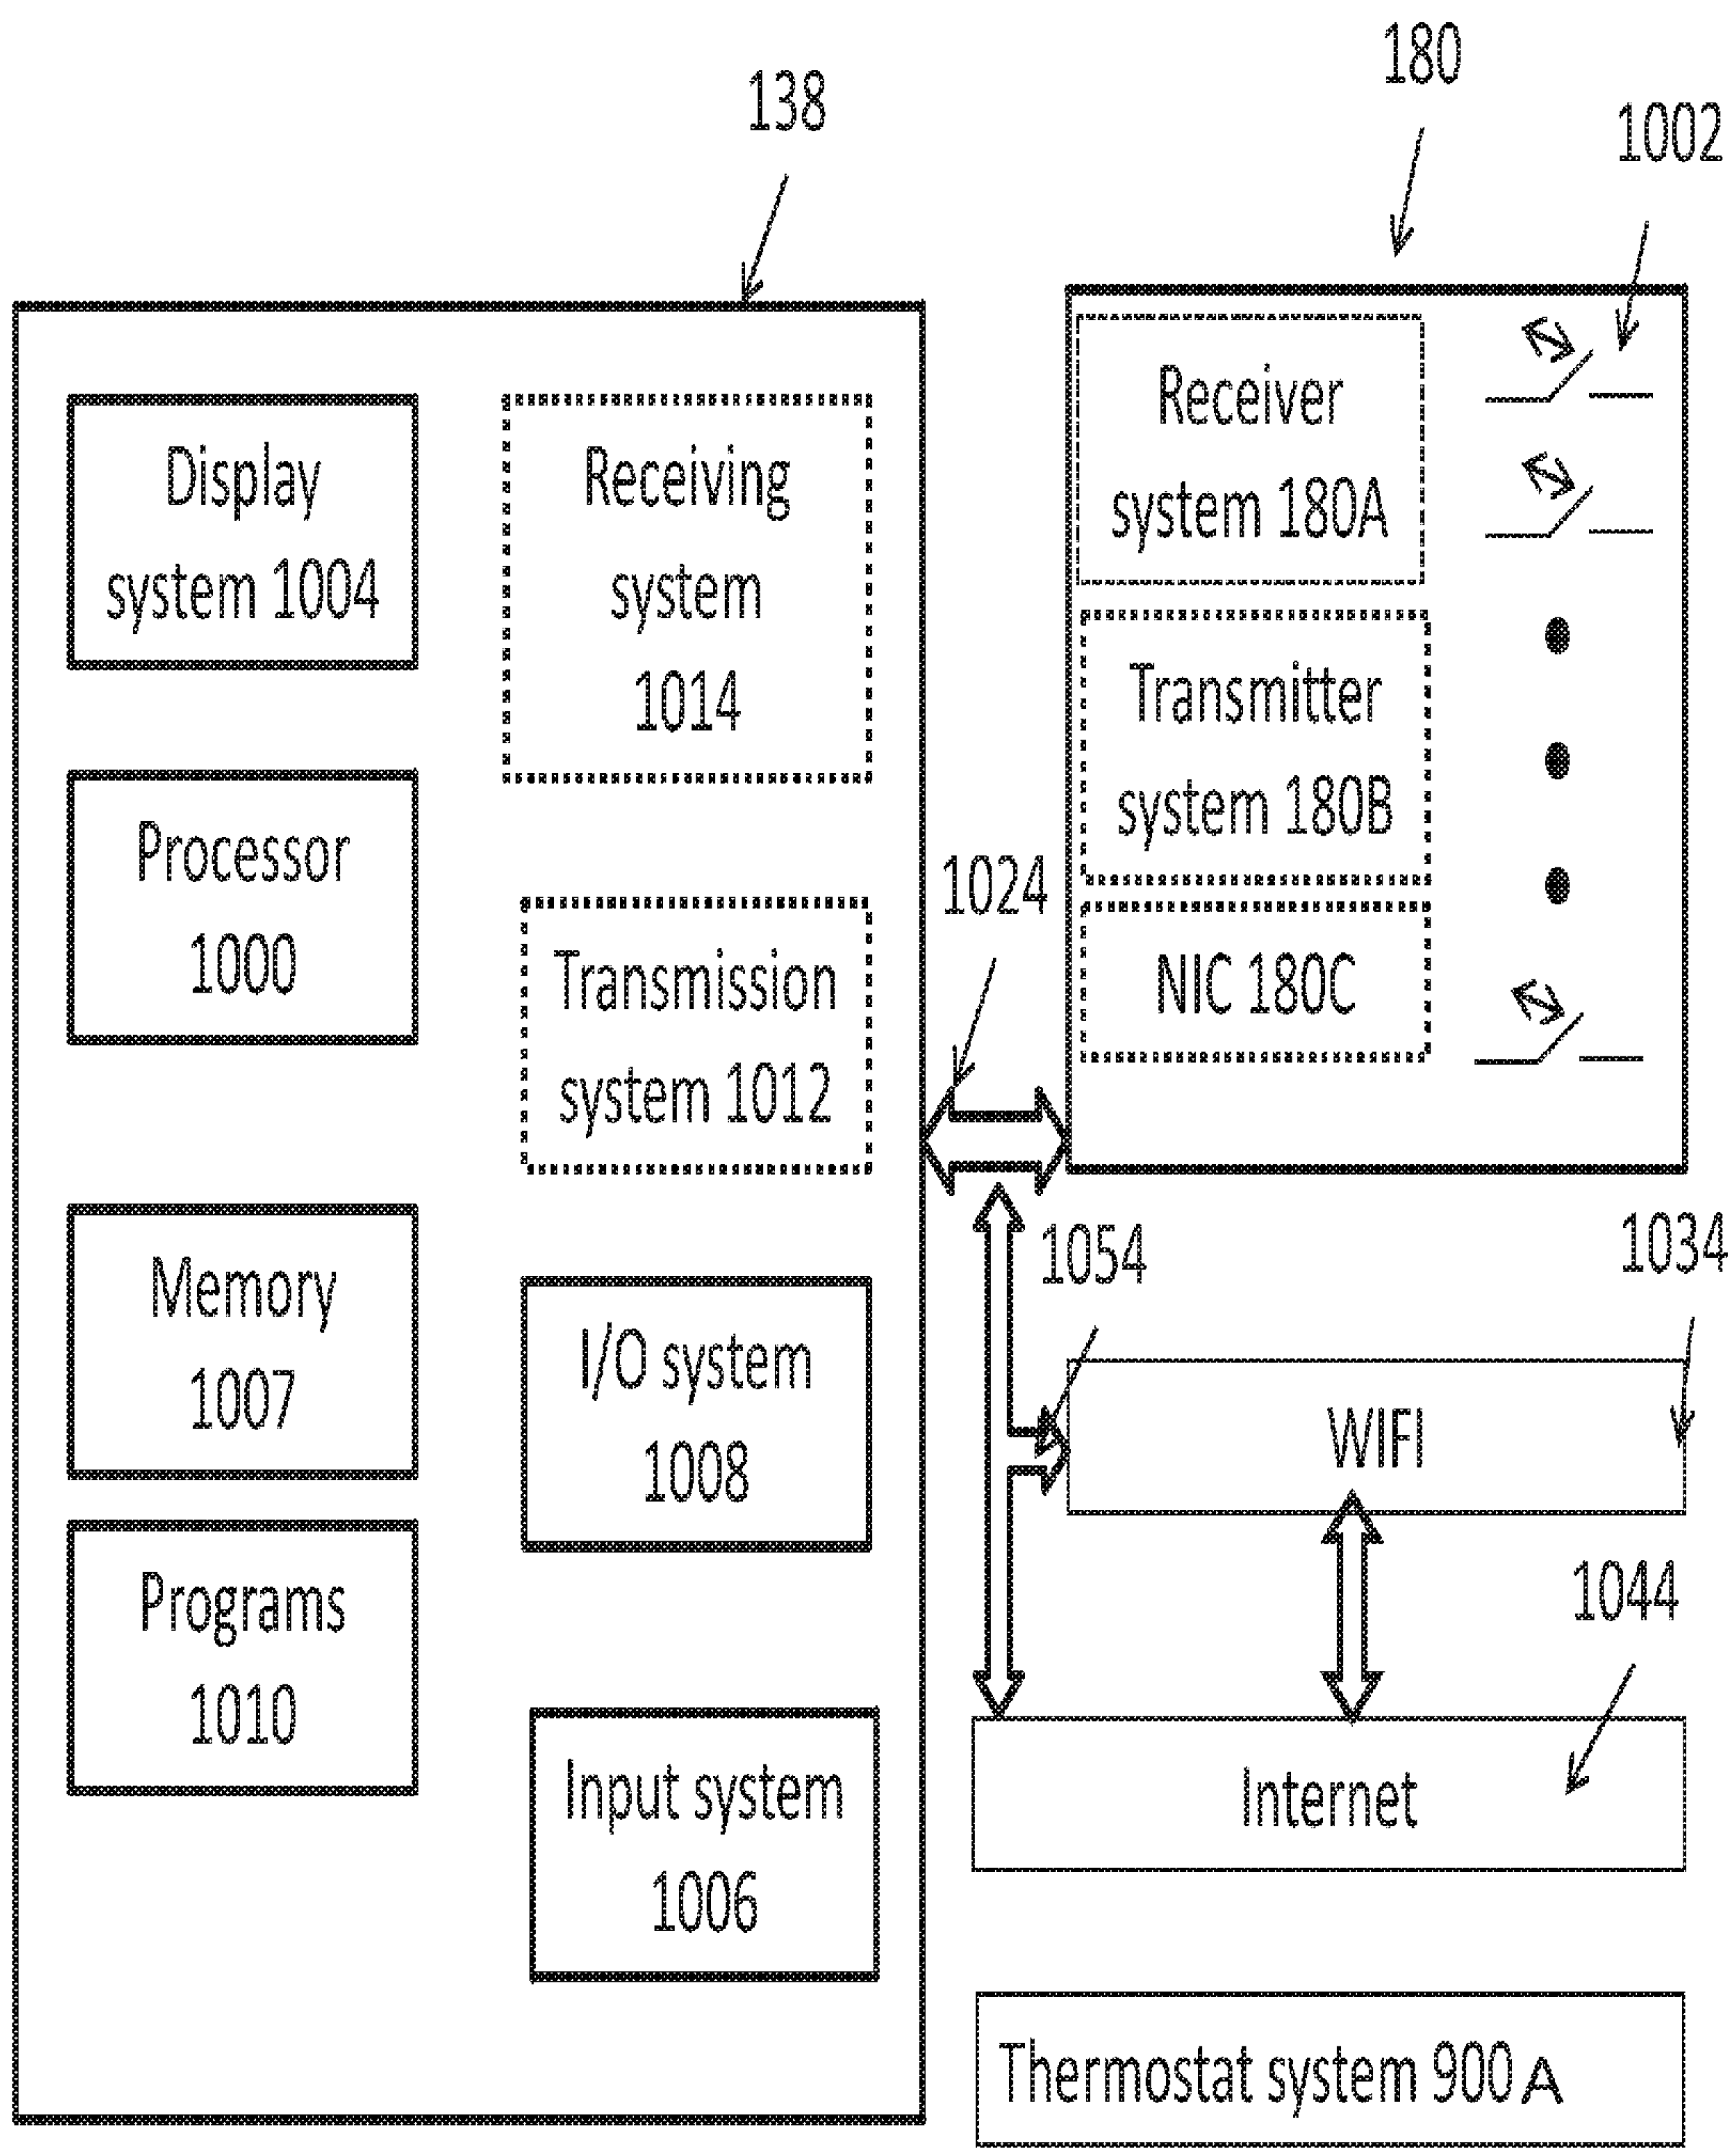 138
180
1002
Display
system 1004
Receiving
system
1014
Processor
1000
Transmission
system 1012
Memory
1007
I/O system
1008
Programs
1010
Input system
1006
Receiver
system 180A
Transmitter
system 180B
NIC 180C
1024
1054
1034
WIFI
1044
Internet
Thermostat system 900 A